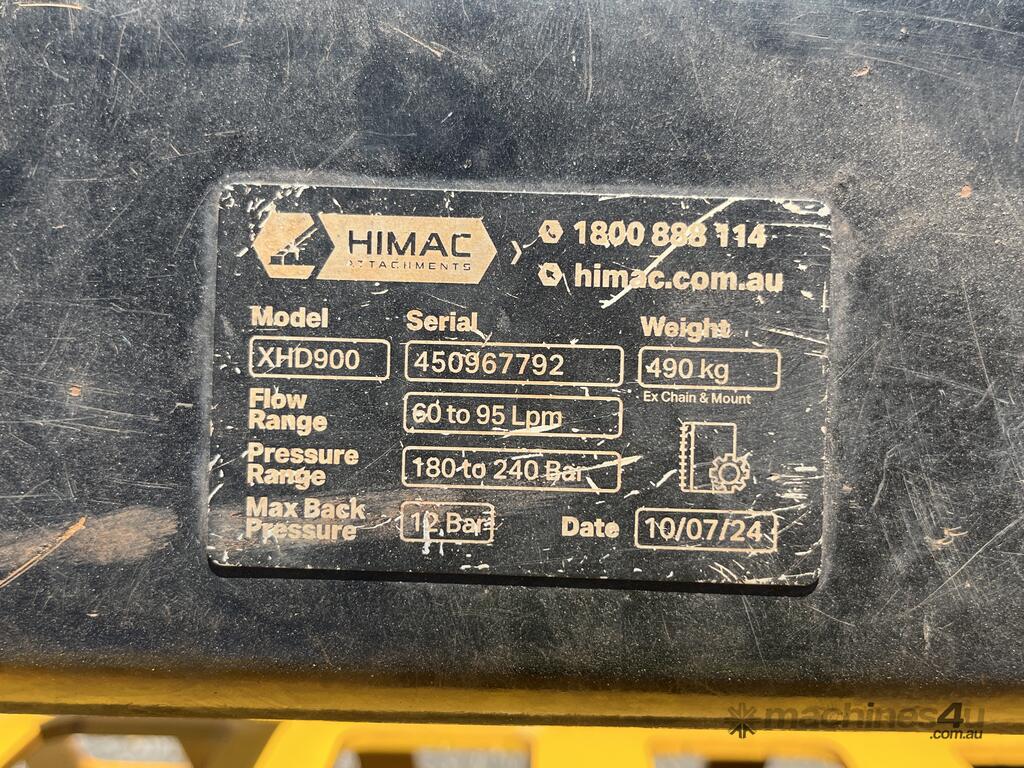 HIMAC
ATTACHMENTS
1800 888 114
himac.com.au
Model Serial Weight
XHD900 450967792 490 kg
Ex Chain & Mount
Flow
Range
60 to 95 Lpm
Pressure
Range
180 to 240 Bar
Max Back
Pressure
12 Bar
Date 10/07/24
machines4u
.com.au